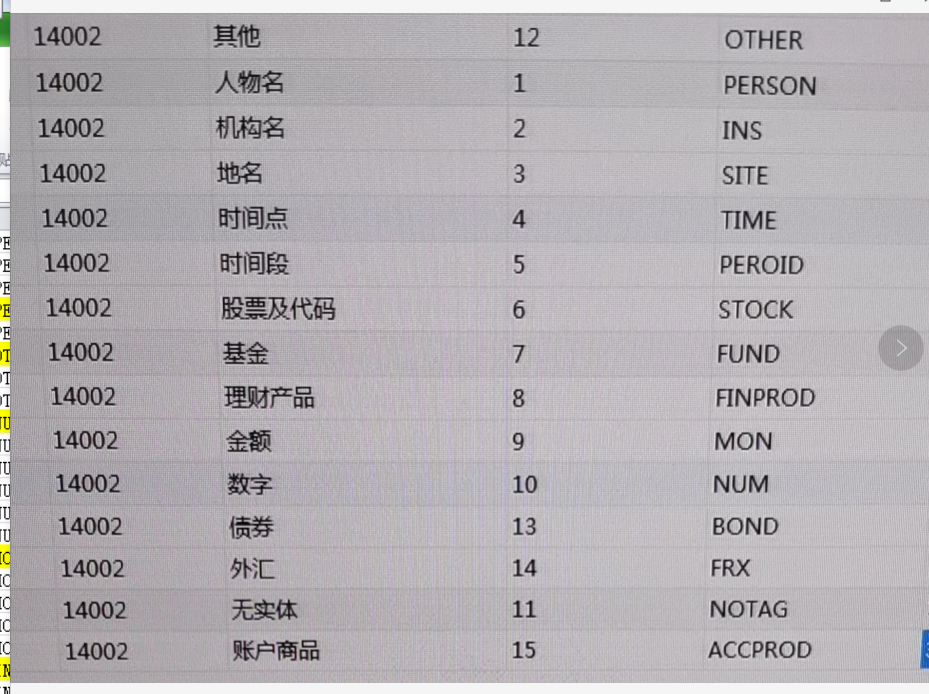 14002 其他 12 OTHER
14002 人物名 1 PERSON
14002 机构名 2 INS
14002 地名 3 SITE
14002 时间点 4 TIME
14002 时间段 5 PEROID
14002 股票及代码 6 STOCK
14002 基金 7 FUND
14002 理财产品 8 FINPROD
14002 金额 9 MON
14002 数字 10 NUM
14002 债券 13 BOND
14002 外汇 14 FRX
14002 无实体 11 NOTAG
14002 账户商品 15 ACCPROD